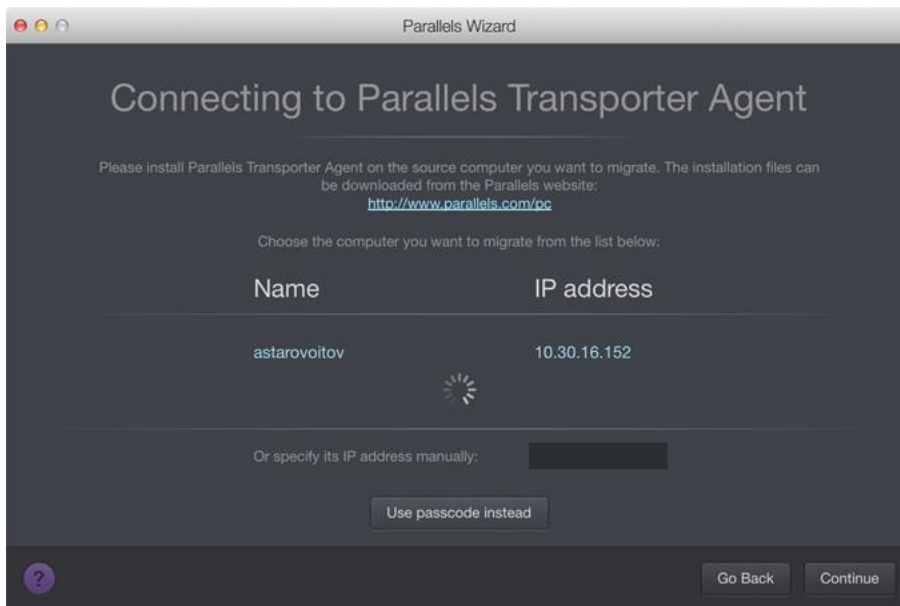 Parallels Wizard
Connecting to Parallels Transporter Agent
Please install Parallels Transporter Agent on the source computer you want to migrate. The installation files can
be downloaded from the Parallels website:
http://www.parallels.com/pc
Choose the computer you want to migrate from the list below:
Name IP address
astarovoitov 10.30.16.152
Or specify its IP address manually:
Use passcode instead
? Go Back Continue